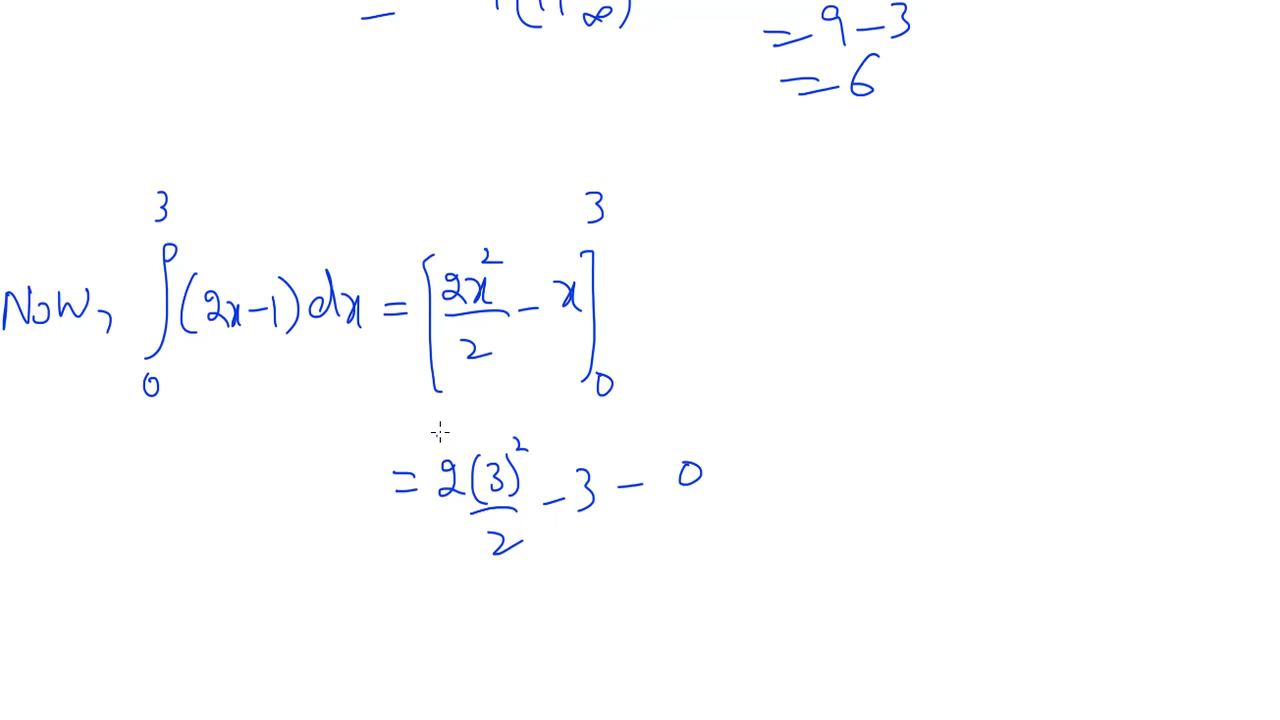 = 9 - 3
= 6
Now, ∫₀³ (2x-1) dx = [2x²/2 - x]₀³
= 2(3)²/2 - 3 - 0